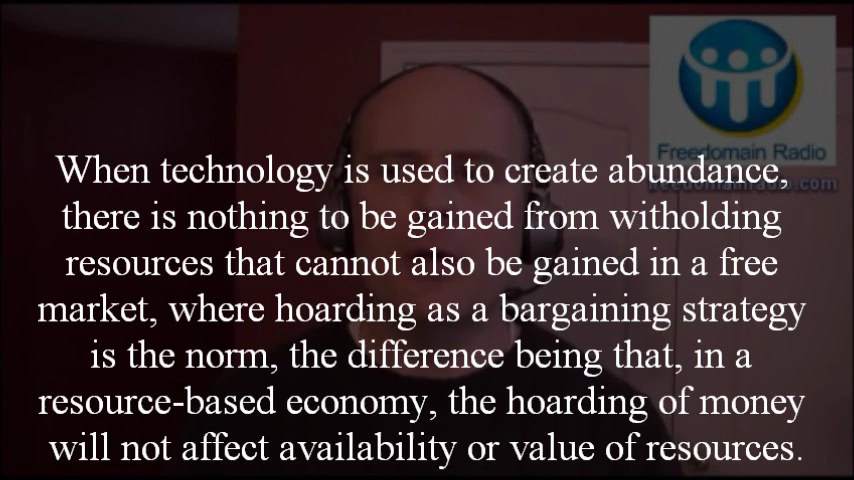 Freedomain Radio
freedomainradio.com
When technology is used to create abundance,
there is nothing to be gained from witholding
resources that cannot also be gained in a free
market, where hoarding as a bargaining strategy
is the norm, the difference being that, in a
resource-based economy, the hoarding of money
will not affect availability or value of resources.